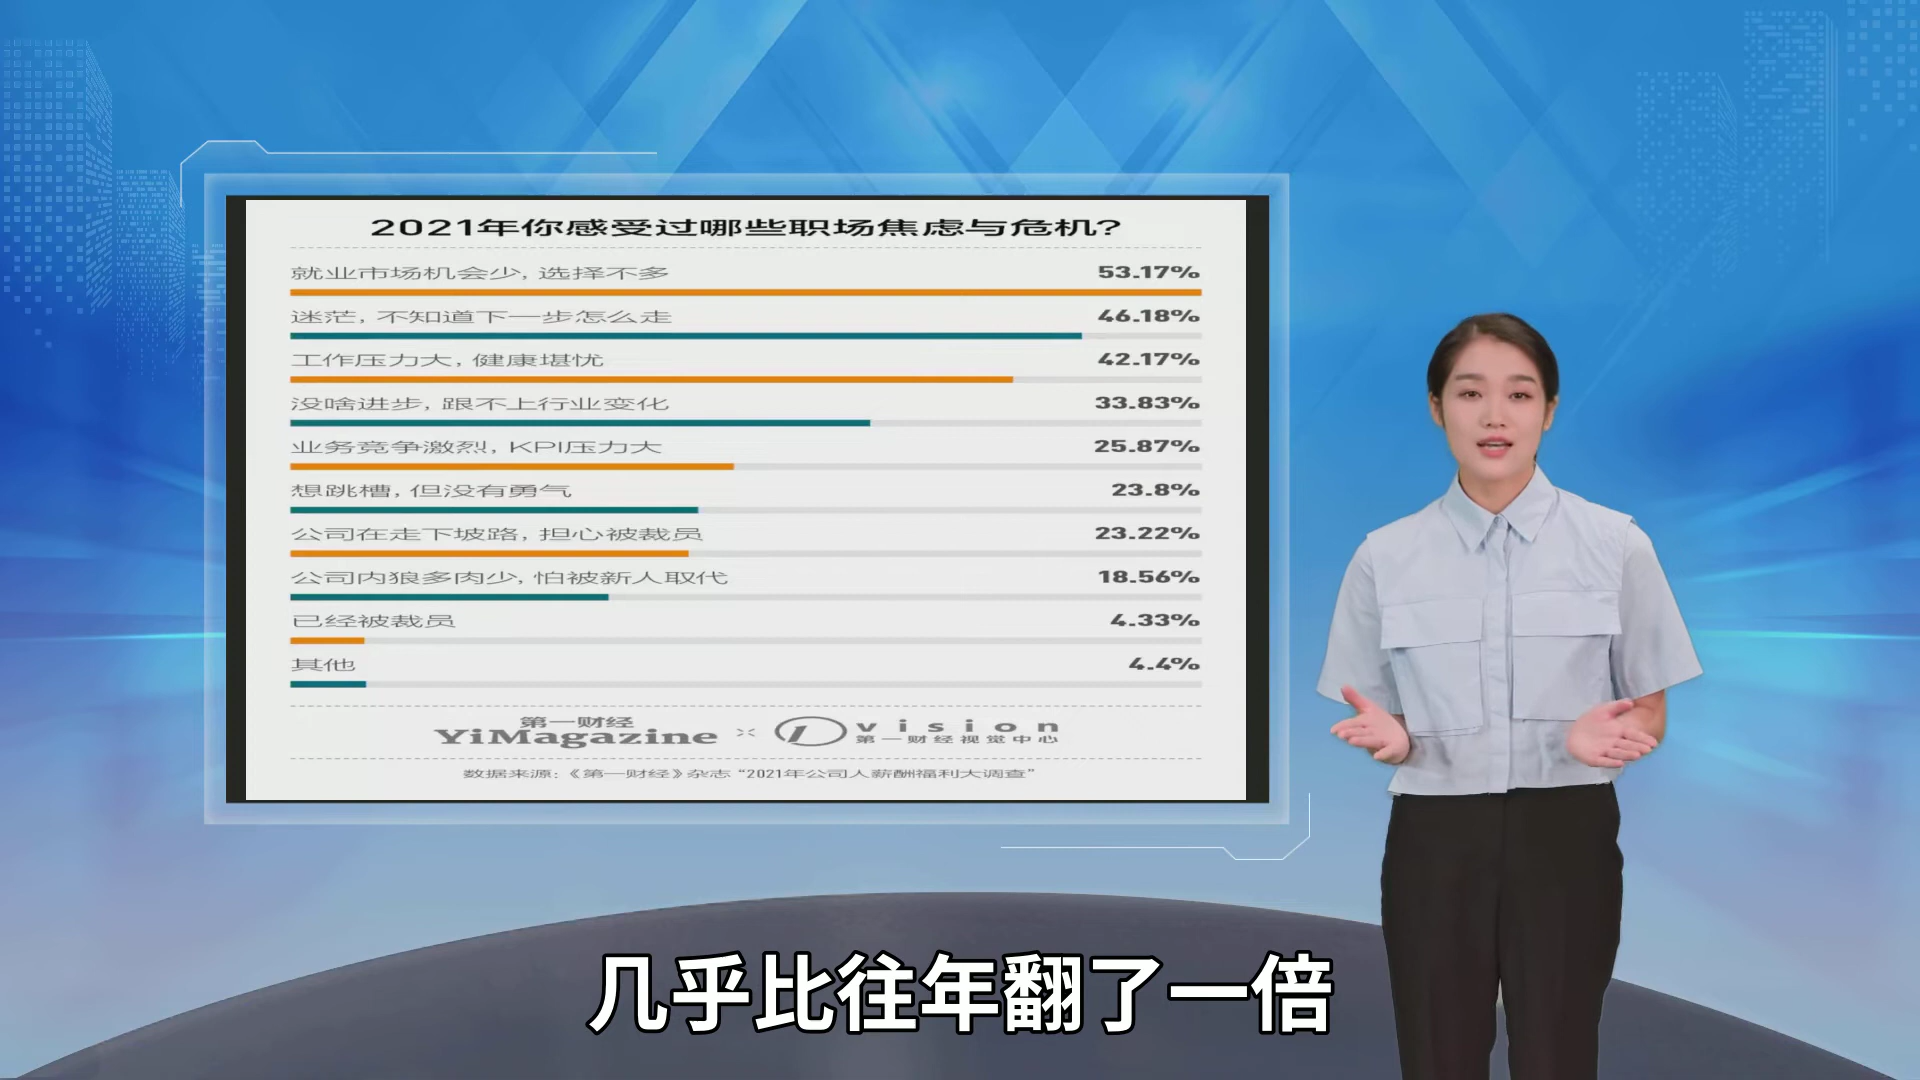 2021年你感受过哪些职场焦虑与危机?
就业市场机会少, 选择不多 53.17%
迷茫, 不知道下一步怎么走 46.18%
工作压力大, 健康堪忧 42.17%
没啥进步, 跟不上行业变化 33.83%
业务竞争激烈, KPI压力大 25.87%
想跳槽, 但没有勇气 23.8%
公司在走下坡路, 担心被裁员 23.22%
公司内狼多肉少, 怕被新人取代 18.56%
已经被裁员 4.33%
其他 4.4%
第一财经
YiMagazine × vision
第一财经视觉中心
数据来源:《第一财经》杂志“2021年公司人薪酬福利大调查”
几乎比往年翻了一倍